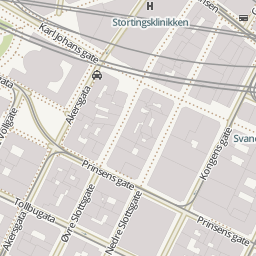 H
Stortingsklinikken
Karl Johans gate
Akersgata
Kongens gate
Prinsens gate
Prinsens gate
Tollbugata
Akersgata
Øvre Slottsgate
Nedre Slottsgate